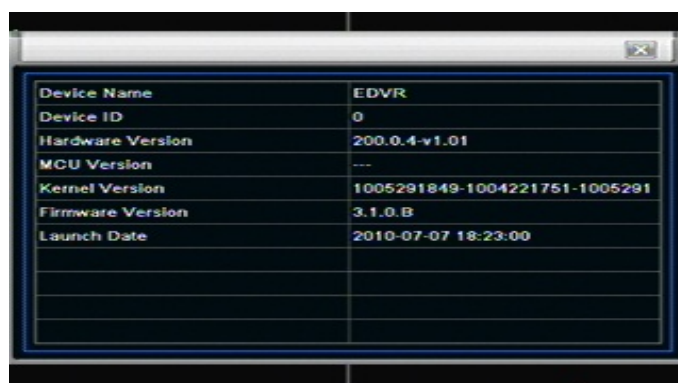 Device Name EDVR
Device ID 0
Hardware Version 200.0.4-v1.01
MCU Version ---
Kernel Version 1005291849-1004221751-1005291
Firmware Version 3.1.0.B
Launch Date 2010-07-07 18:23:00